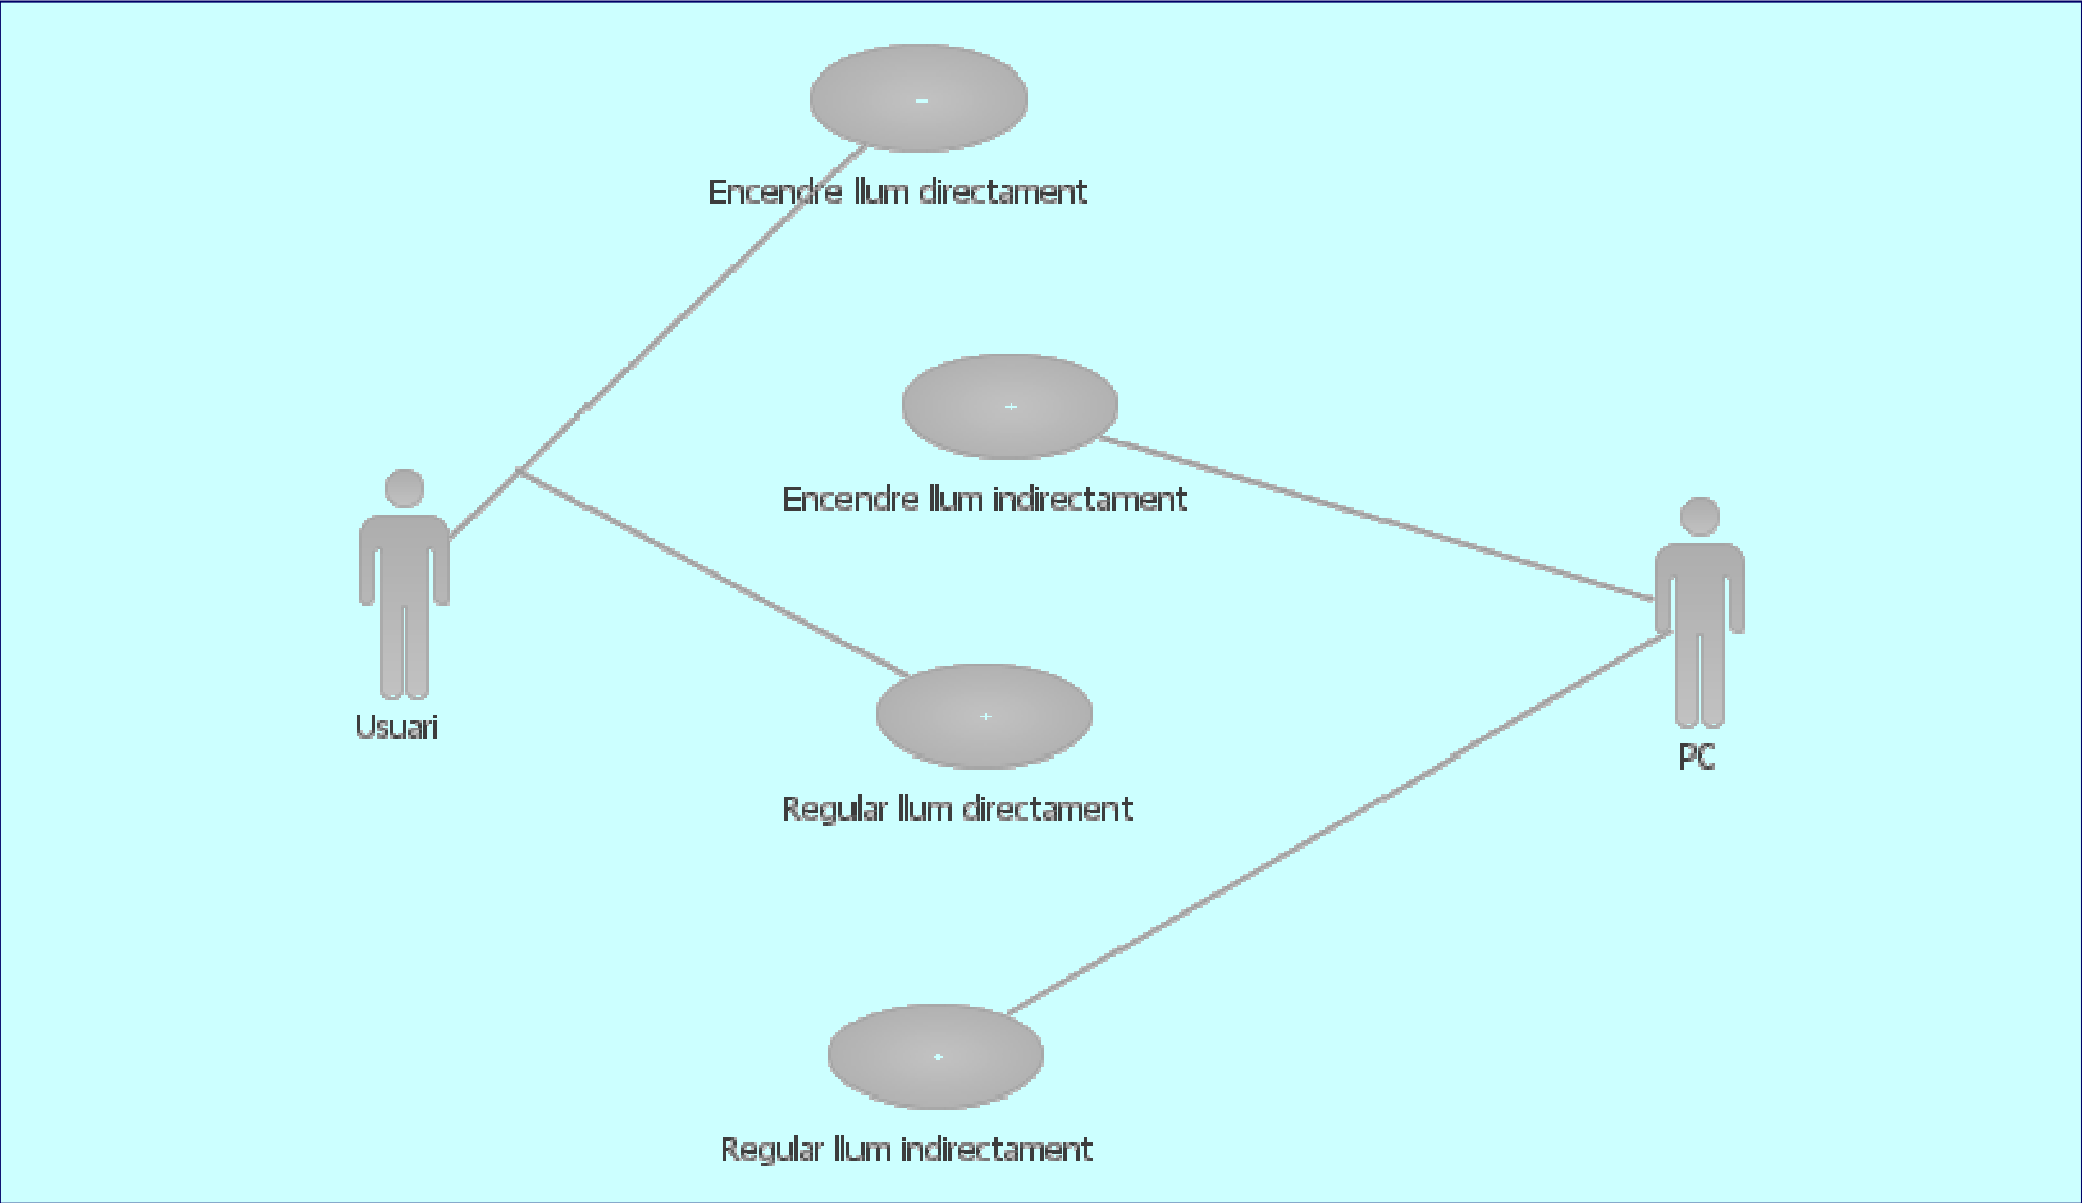 Encendre llum directament
Encendre llum indirectament
Usuari
PC
Regular llum directament
Regular llum indirectament